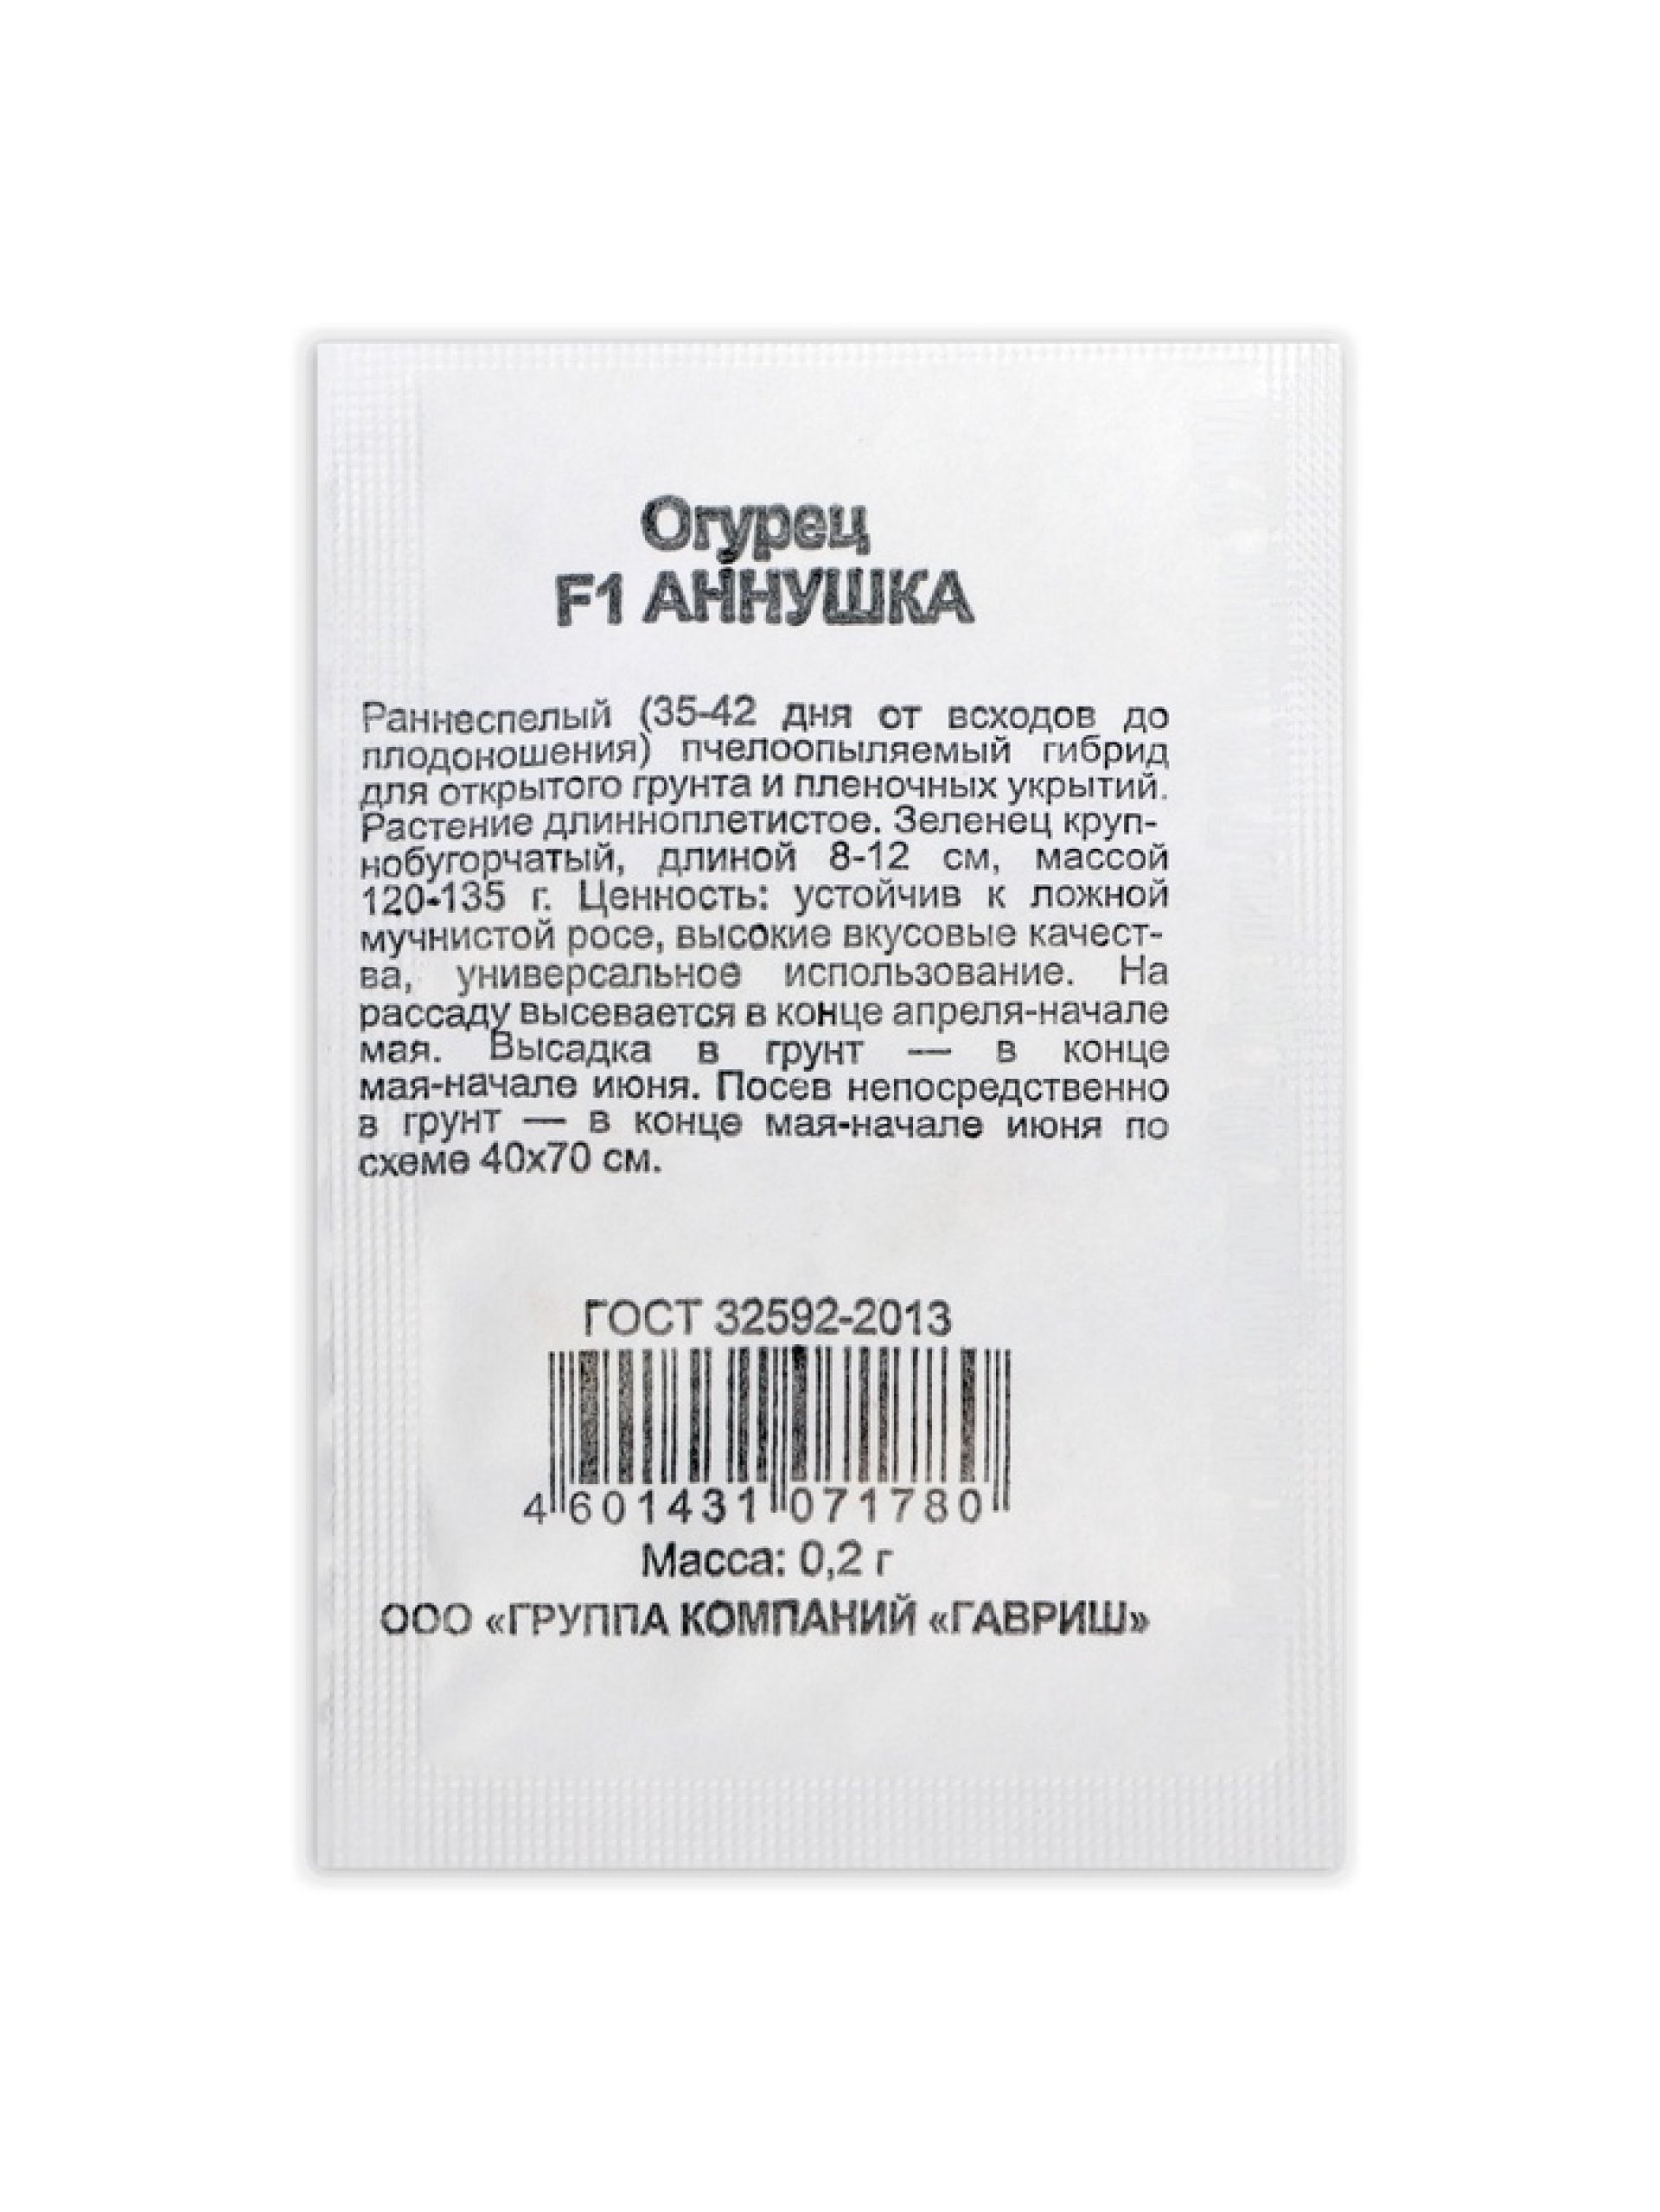 Огурец
F1 АННУШКА
Раннеспелый (35-42 дня от всходов до
плодоношения) пчелоопыляемый гибрид
для открытого грунта и пленочных укрытий.
Растение длинноплетистое. Зеленец круп-
нобугорчатый, длиной 8-12 см, массой
120-135 г. Ценность: устойчив к ложной
мучнистой росе, высокие вкусовые качест-
ва, универсальное использование. На
рассаду высевается в конце апреля-начале
мая. Высадка в грунт — в конце
мая-начале июня. Посев непосредственно
в грунт — в конце мая-начале июня по
схеме 40х70 см.
ГОСТ 32592-2013
4 601431 071780
Масса: 0,2 г
ООО «ГРУППА КОМПАНИЙ «ГАВРИШ»